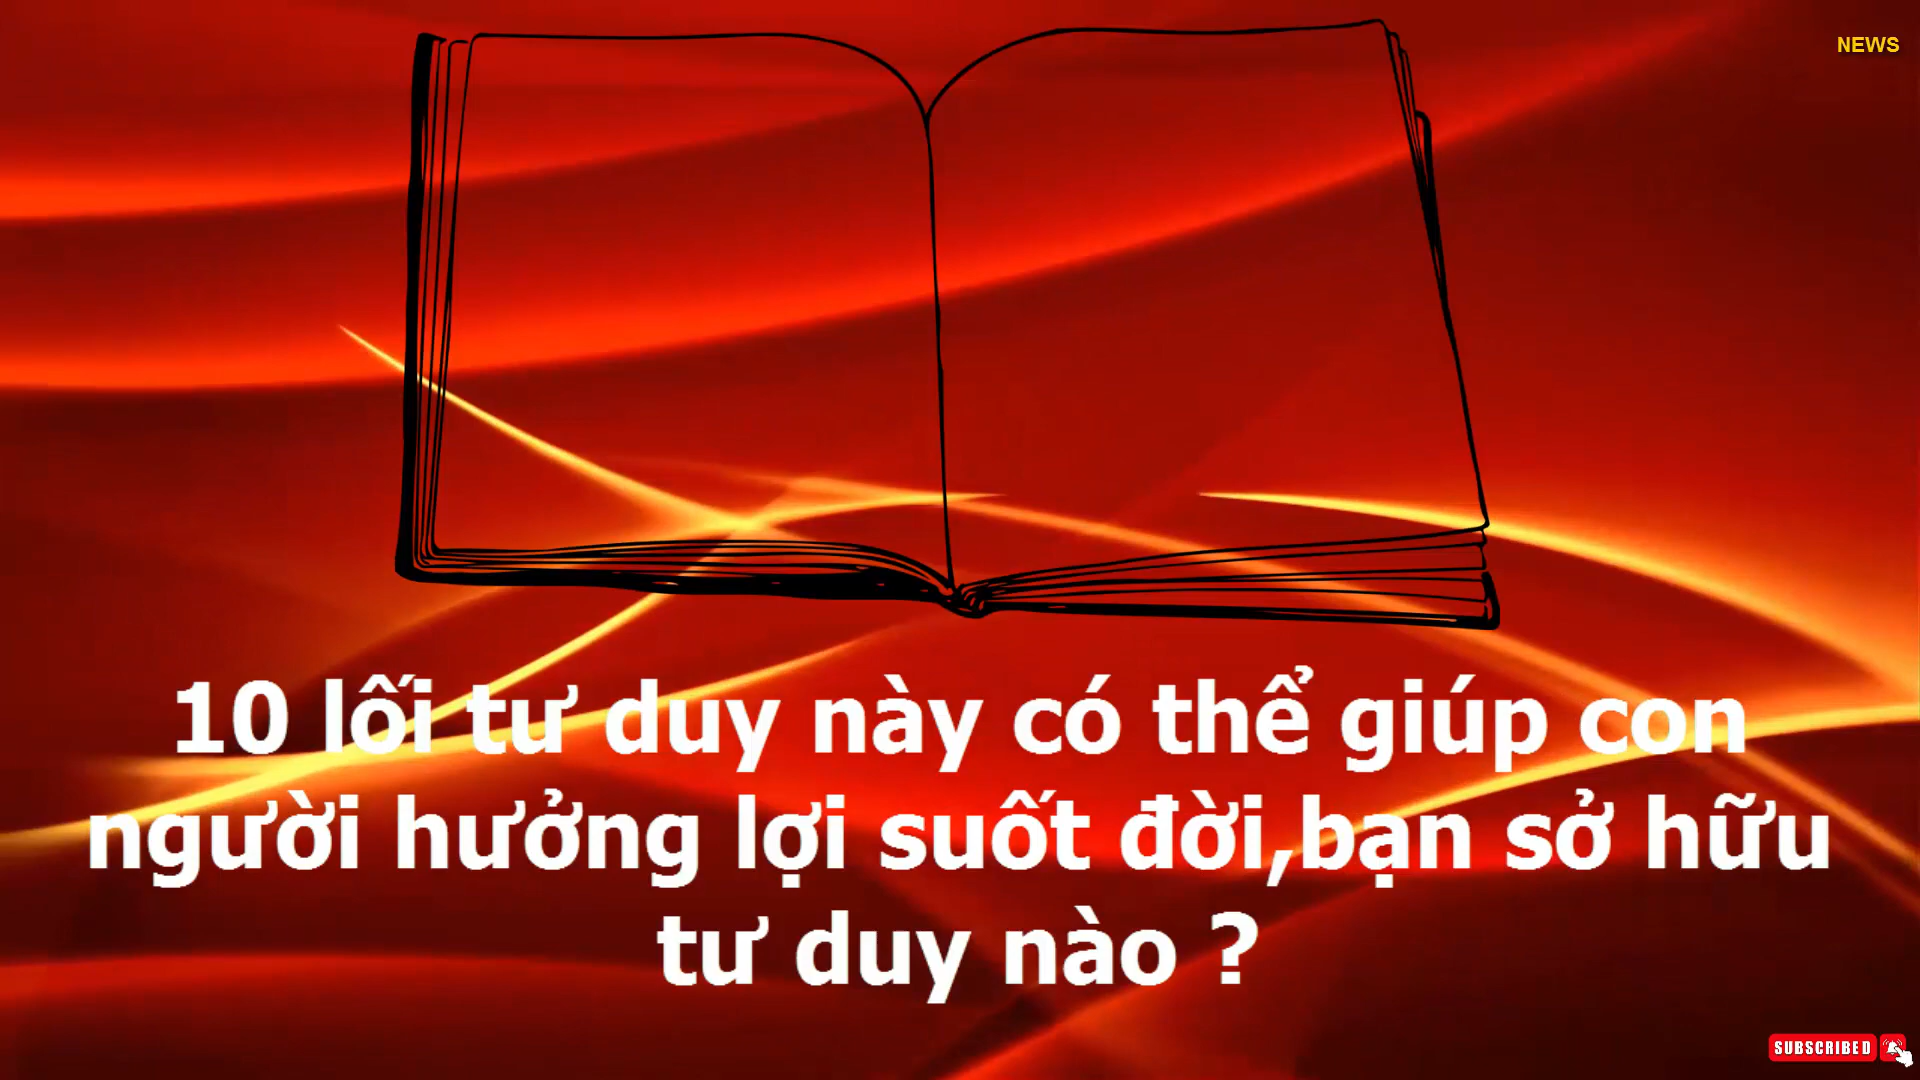 NEWS
10 lối tư duy này có thể giúp con
người hưởng lợi suốt đời,bạn sở hữu
tư duy nào ?
SUBSCRIBED